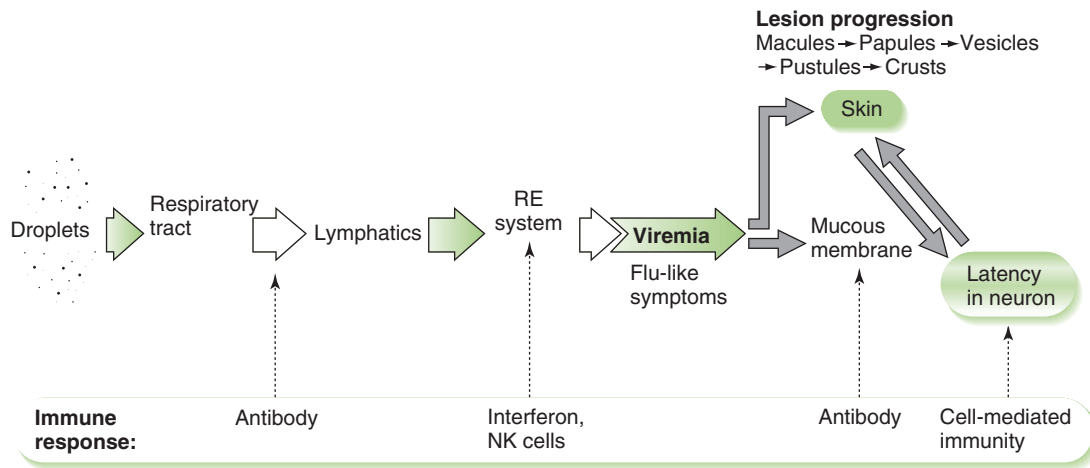 Lesion progression
Macules → Papules → Vesicles
→ Pustules → Crusts
Skin
Droplets
Respiratory
tract
Lymphatics
RE
system
Viremia
Flu-like
symptoms
Mucous
membrane
Latency
in neuron
Immune
response:
Antibody
Interferon,
NK cells
Antibody
Cell-mediated
immunity